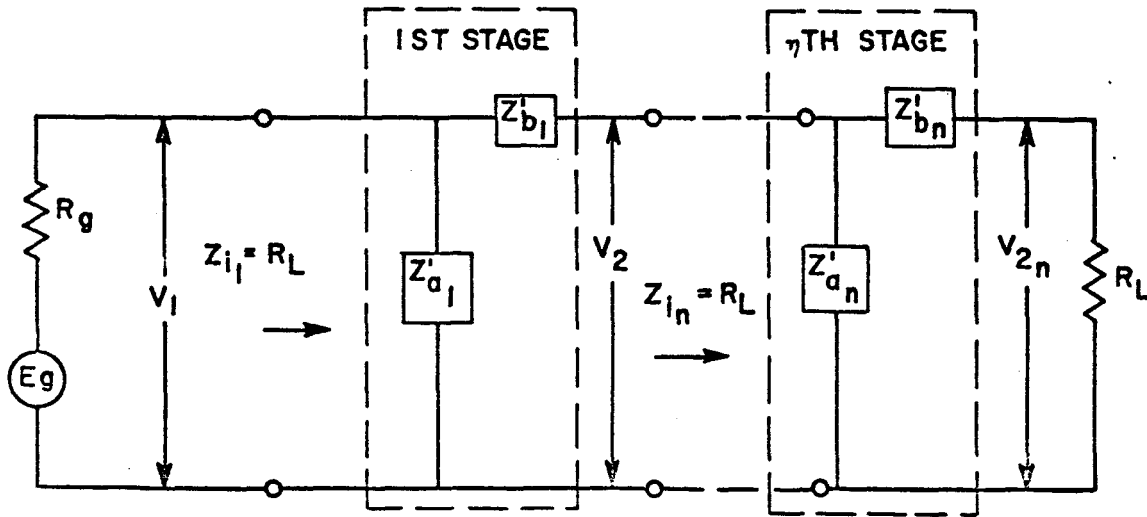 1ST STAGE
ηTH STAGE
Z'b1
Z'bn
Rg
Zi1 = RL
V1
Z'a1
V2
Zin = RL
Z'an
V2n
RL
Eg